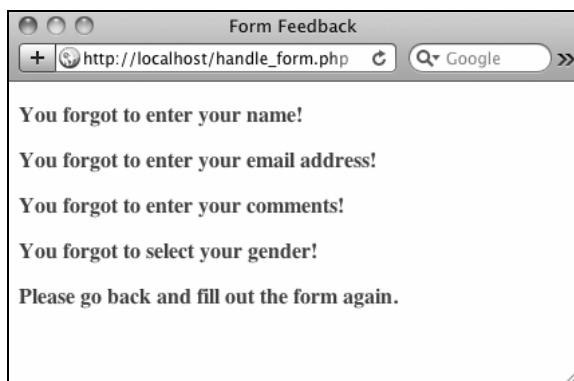 Form Feedback
+ http://localhost/handle_form.php Q Google »
You forgot to enter your name!
You forgot to enter your email address!
You forgot to enter your comments!
You forgot to select your gender!
Please go back and fill out the form again.